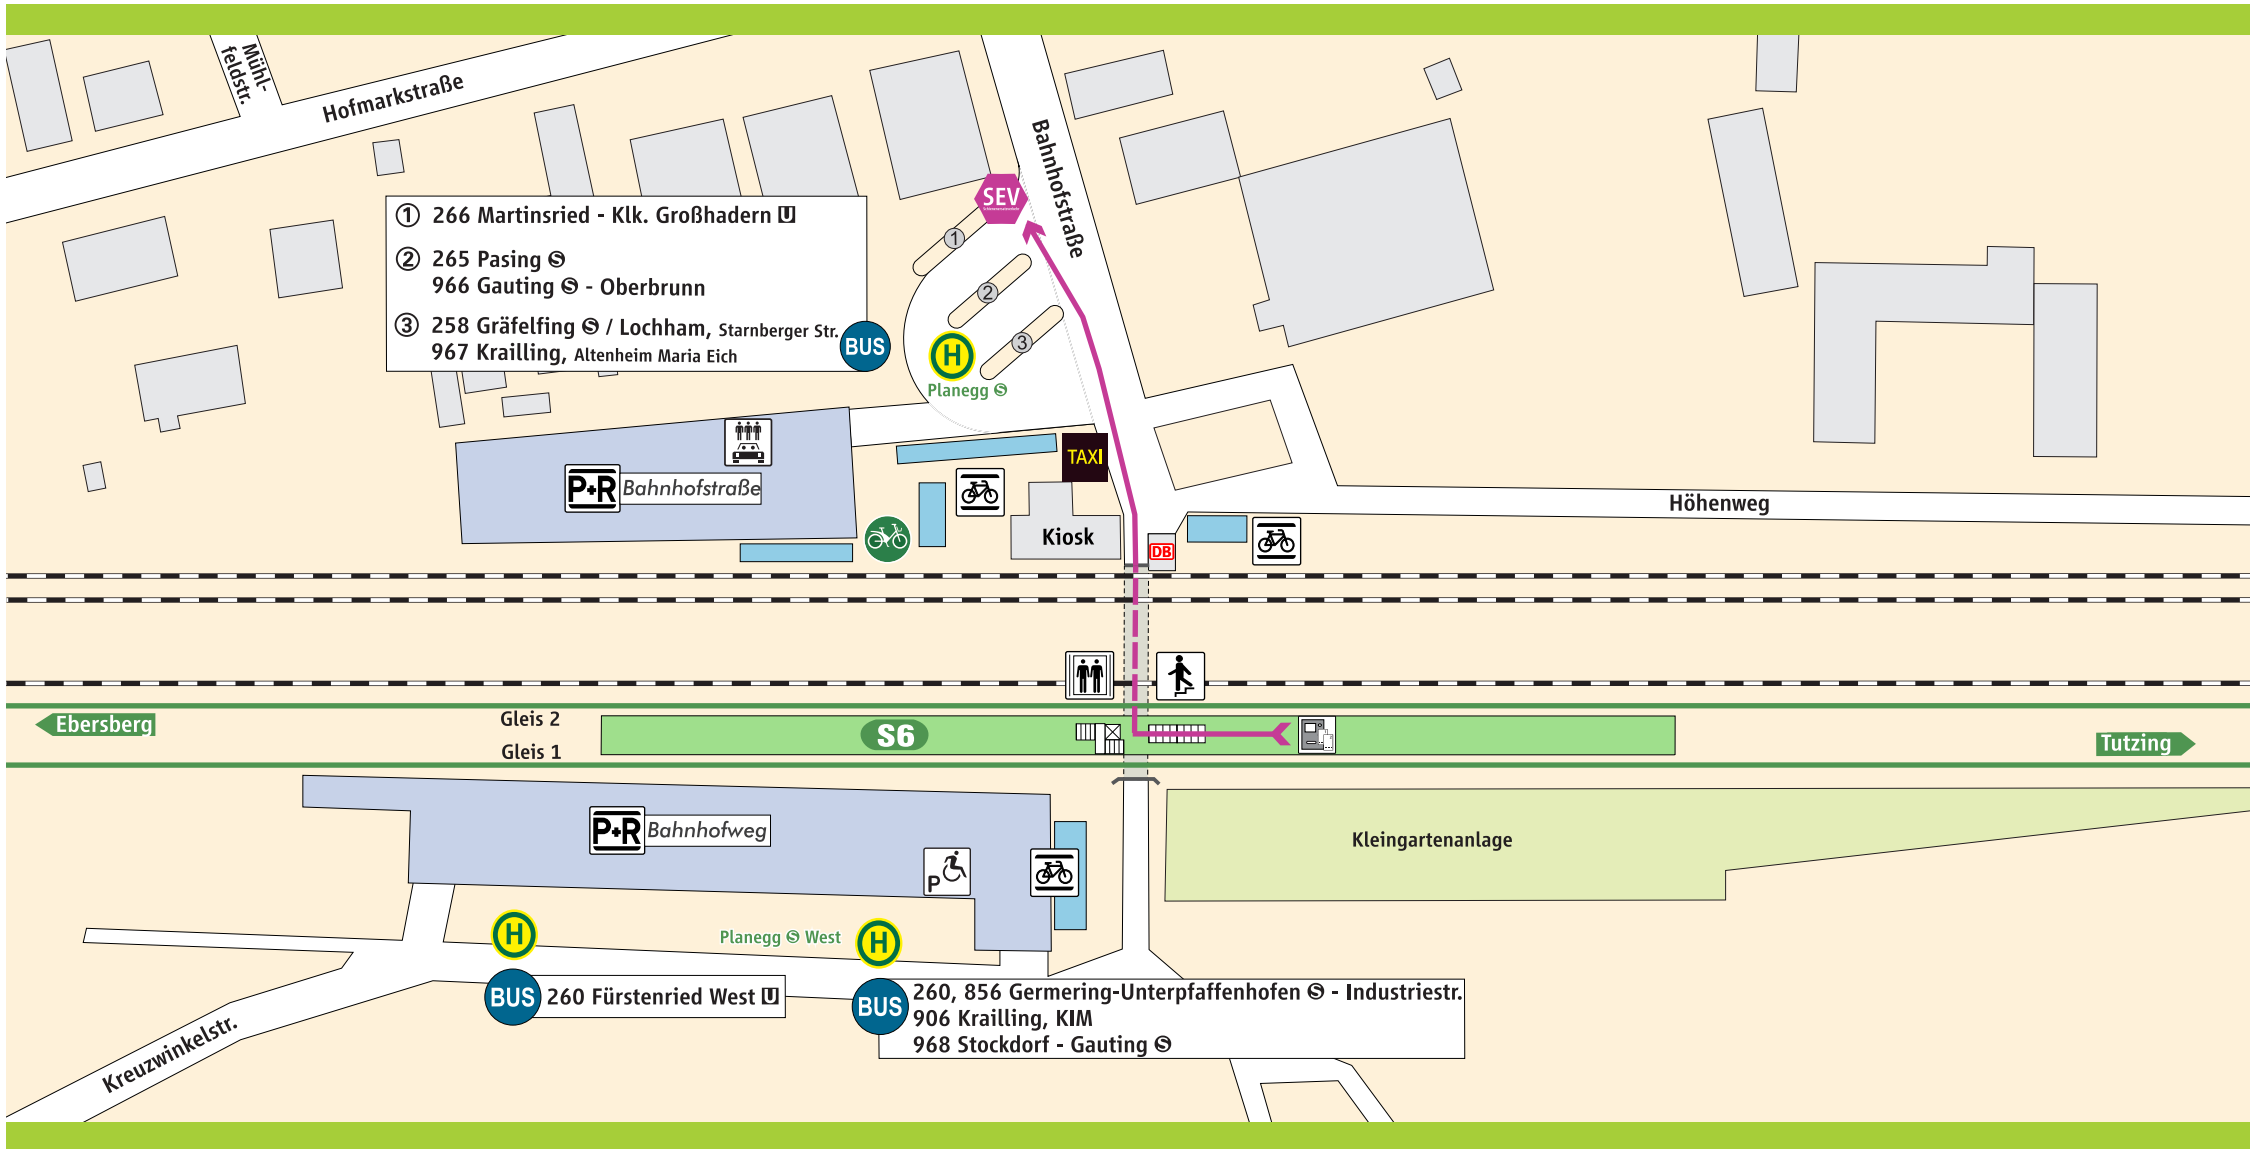 Mühl-
feldstr.
Hofmarkstraße
Bahnhofstraße
SEV
① 266 Martinsried - Klk. Großhadern U
② 265 Pasing S
966 Gauting S - Oberbrunn
③ 258 Gräfelfing S / Lochham, Starnberger Str.
967 Krailling, Altenheim Maria Eich
BUS
1
2
3
H
Planegg S
TAXI
P+R Bahnhofstraße
Kiosk
DB
Höhenweg
Ebersberg
Gleis 2
Gleis 1
S6
Tutzing
P+R Bahnhofweg
P
Kleingartenanlage
H
Planegg S West
H
BUS 260 Fürstenried West U
BUS
260, 856 Germering-Unterpfaffenhofen S - Industriestr.
906 Krailling, KIM
968 Stockdorf - Gauting S
Kreuzwinkelstr.